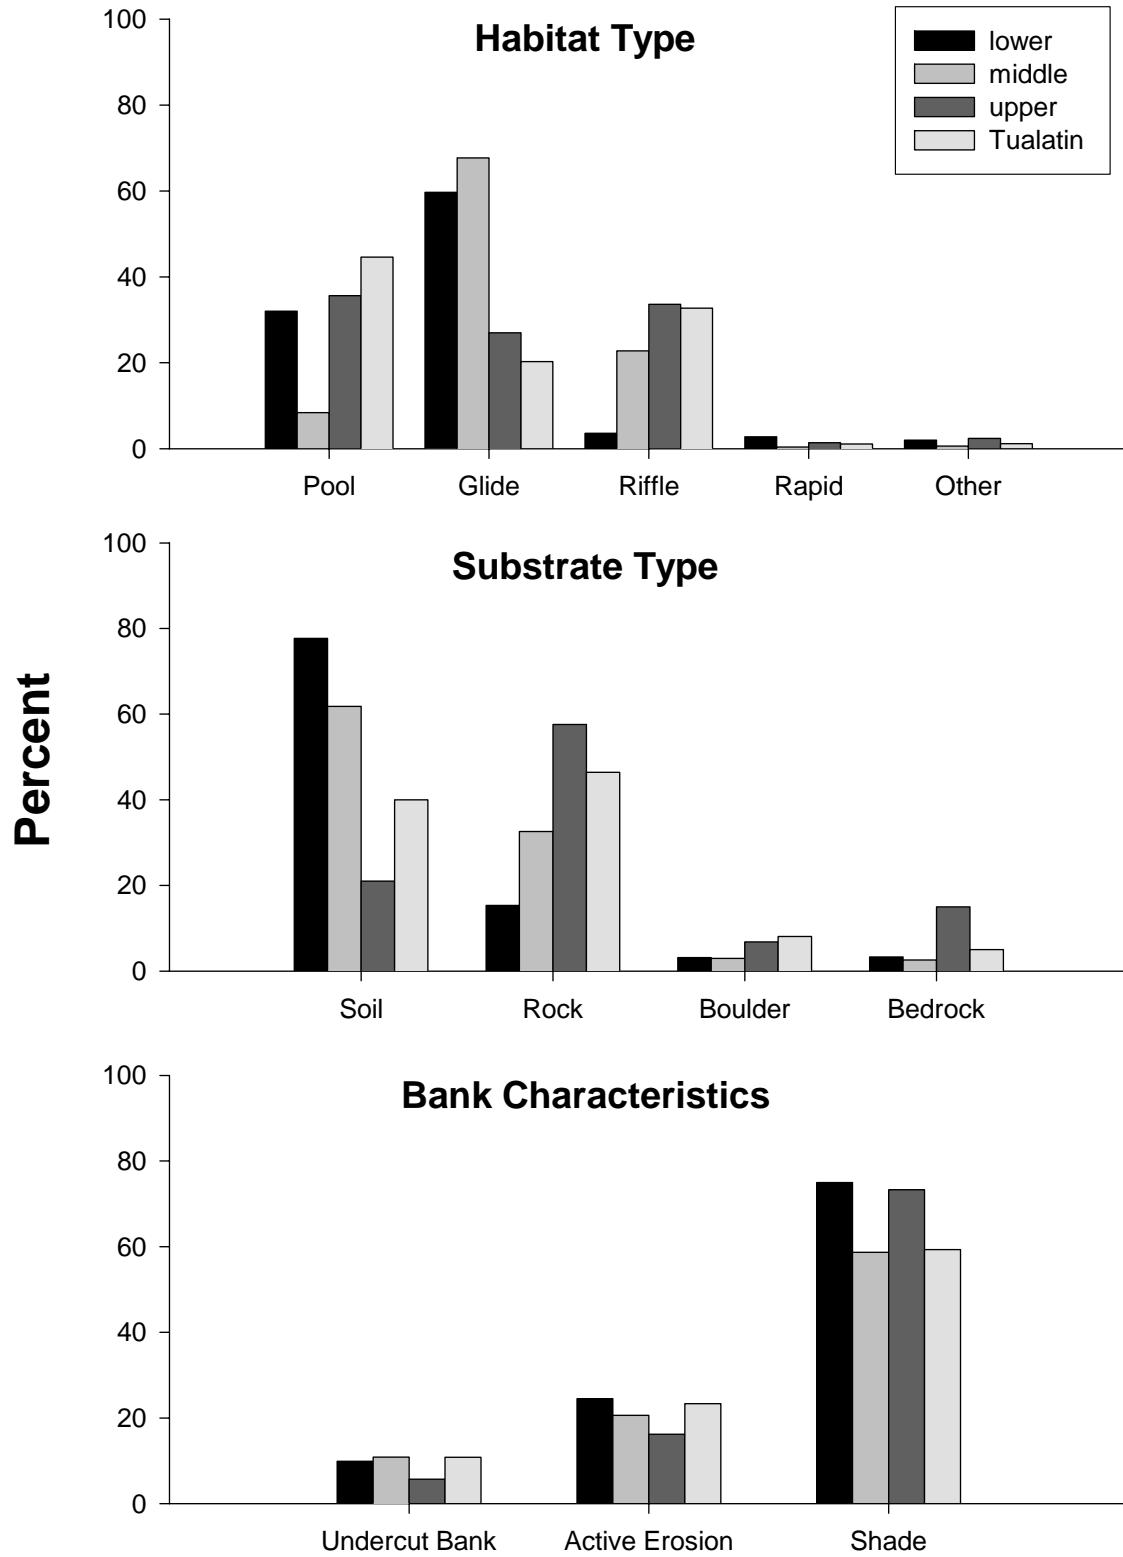 Habitat Type
lower
middle
upper
Tualatin
100
80
60
40
20
0
Pool Glide Riffle Rapid Other
Percent
Substrate Type
100
80
60
40
20
0
Soil Rock Boulder Bedrock
Bank Characteristics
100
80
60
40
20
0
Undercut Bank Active Erosion Shade